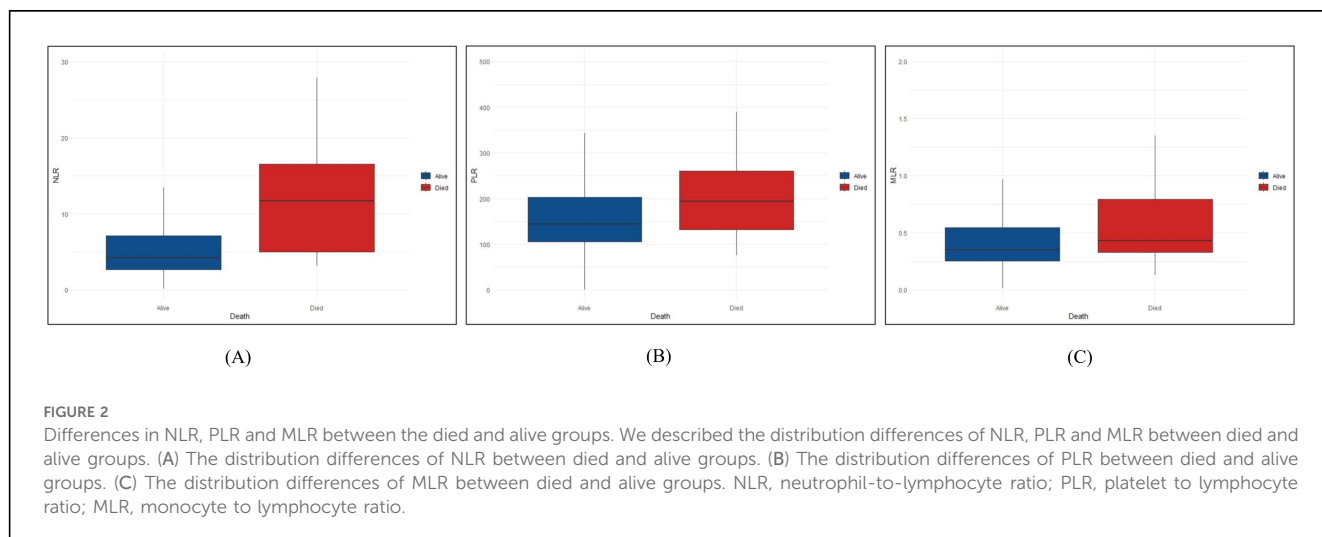 30
20
10
0
NLR
Alive
Died
Death
Alive
Died
500
400
300
200
100
0
PLR
Alive
Died
Death
Alive
Died
2.0
1.5
1.0
0.5
0.0
MLR
Alive
Died
Death
Alive
Died
(A)
(B)
(C)
FIGURE 2
Differences in NLR, PLR and MLR between the died and alive groups. We described the distribution differences of NLR, PLR and MLR between died and
alive groups. (A) The distribution differences of NLR between died and alive groups. (B) The distribution differences of PLR between died and alive
groups. (C) The distribution differences of MLR between died and alive groups. NLR, neutrophil-to-lymphocyte ratio; PLR, platelet to lymphocyte
ratio; MLR, monocyte to lymphocyte ratio.